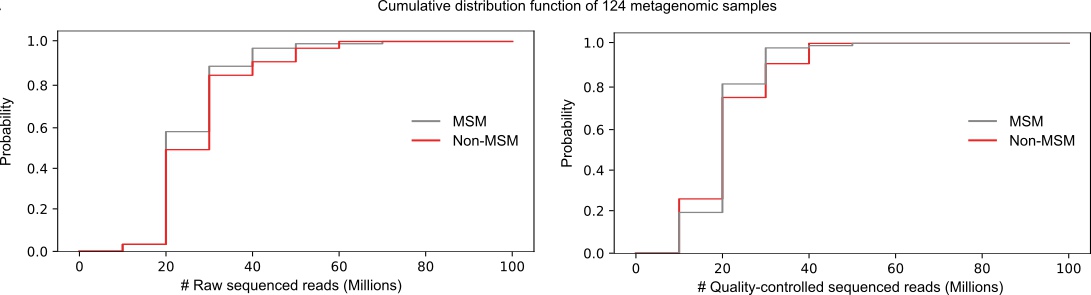 Cumulative distribution function of 124 metagenomic samples
Probability
1.0
0.8
0.6
0.4
0.2
0.0
0 20 40 60 80 100
# Raw sequenced reads (Millions)
MSM
Non-MSM
Probability
1.0
0.8
0.6
0.4
0.2
0.0
0 20 40 60 80 100
# Quality-controlled sequenced reads (Millions)
MSM
Non-MSM